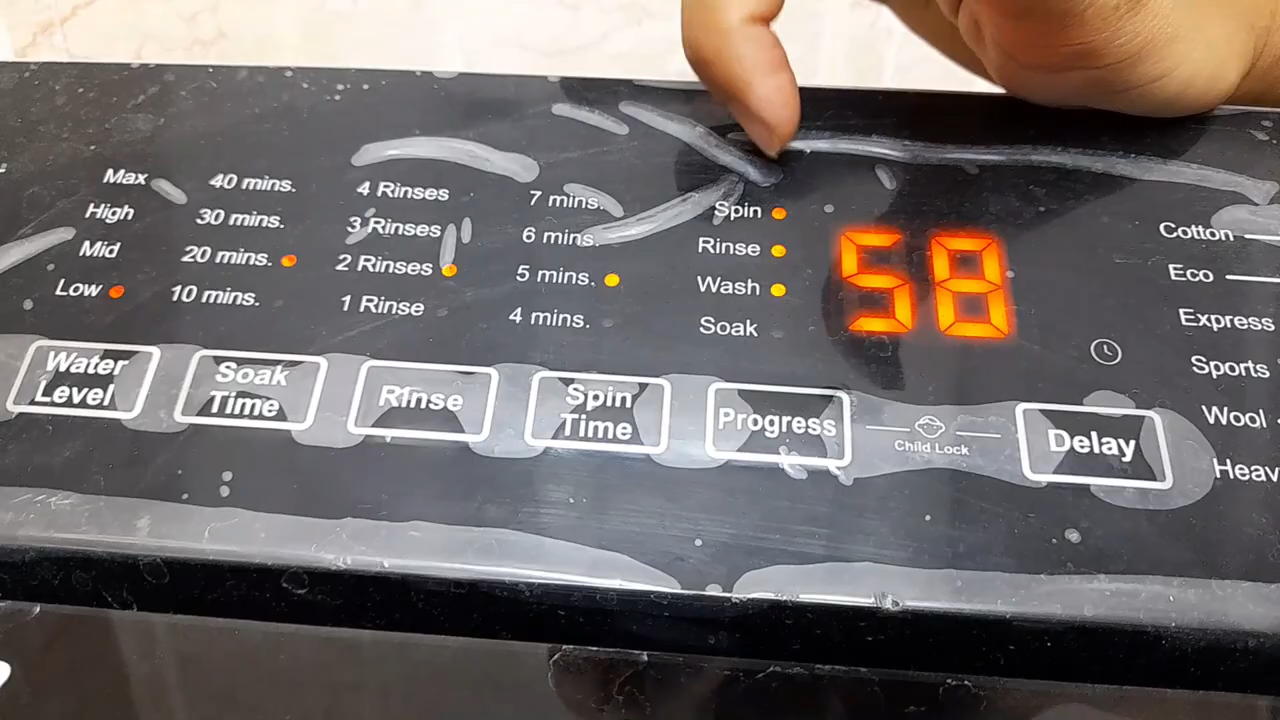 Max
High
Mid
Low
Water
Level
40 mins.
30 mins.
20 mins.
10 mins.
Soak
Time
4 Rinses
3 Rinses
2 Rinses
1 Rinse
Rinse
7 mins.
6 mins.
5 mins.
4 mins.
Spin
Time
Spin
Rinse
Wash
Soak
Progress
58
Child Lock
Delay
Cotton
Eco
Express
Sports
Wool
Heav